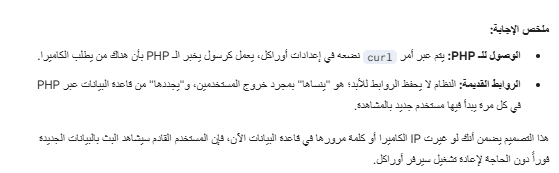 ملخص الإجابة:
الوصول للـ PHP: يتم عبر أمر curl نضعه في إعدادات أوراكل، يعمل كرسول يخبر الـ PHP بأن هناك من يطلب الكاميرا.
الروابط القديمة: النظام لا يحفظ الروابط للأبد؛ هو "ينساها" بمجرد خروج المستخدمين، و"يجددها" من قاعدة البيانات عبر PHP
في كل مرة يبدأ فيها مستخدم جديد بالمشاهدة.
هذا التصميم يضمن أنك لو غيرت IP الكاميرا أو كلمة مرورها في قاعدة البيانات الآن، فإن المستخدم القادم سيشاهد البث بالبيانات الجديدة
فوراً دون الحاجة لإعادة تشغيل سيرفر أوراكل.